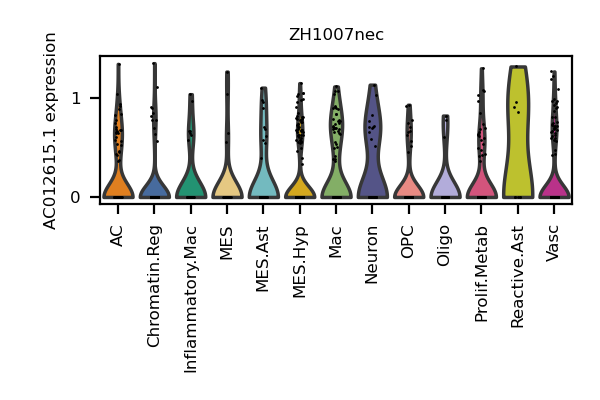 ZH1007nec
AC012615.1 expression
1
0
AC
Chromatin.Reg
Inflammatory.Mac
MES
MES.Ast
MES.Hyp
Mac
Neuron
OPC
Oligo
Prolif.Metab
Reactive.Ast
Vasc